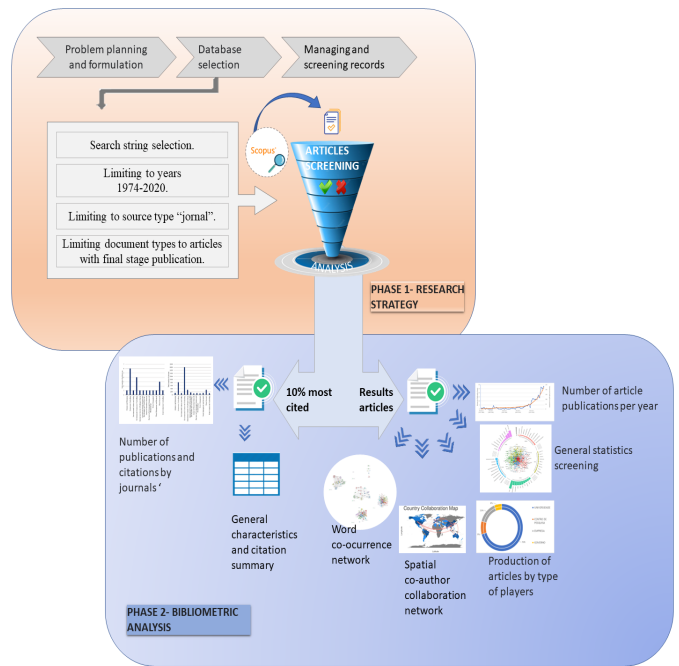 Problem planning
and formulation
Database
selection
Managing and
screening records
Search string selection.
Limiting to years
1974-2020.
Limiting to source type “jornal”.
Limiting document types to articles
with final stage publication.
Scopus
ARTICLES
SCREENING
ANALYSIS
PHASE 1- RESEARCH
STRATEGY
10% most
cited
Results
articles
Number of
publications and
citations by
journals ‘
General
characteristics
and citation
summary
Word
co-ocurrence
network
Country Collaboration Map
Spatial
co-author
collaboration
network
Number of article
publications per year
General statistics
screening
Production of
articles by type
of players
PHASE 2- BIBLIOMETRIC
ANALYSIS